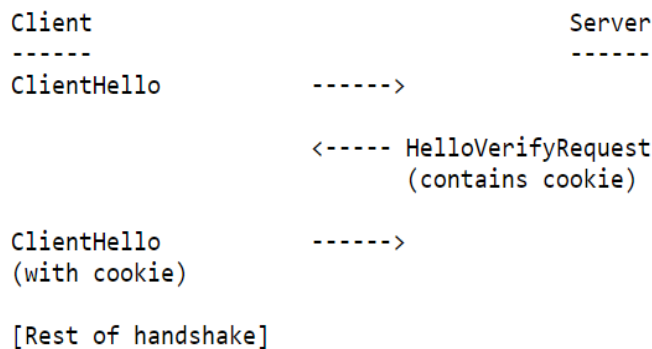 Client Server
------ ------
ClientHello ------>
<----- HelloVerifyRequest
(contains cookie)
ClientHello ------>
(with cookie)
[Rest of handshake]